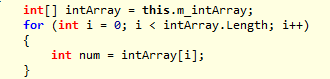 int[] intArray = this.m_intArray;
for (int i = 0; i < intArray.Length; i++)
{
    int num = intArray[i];
}